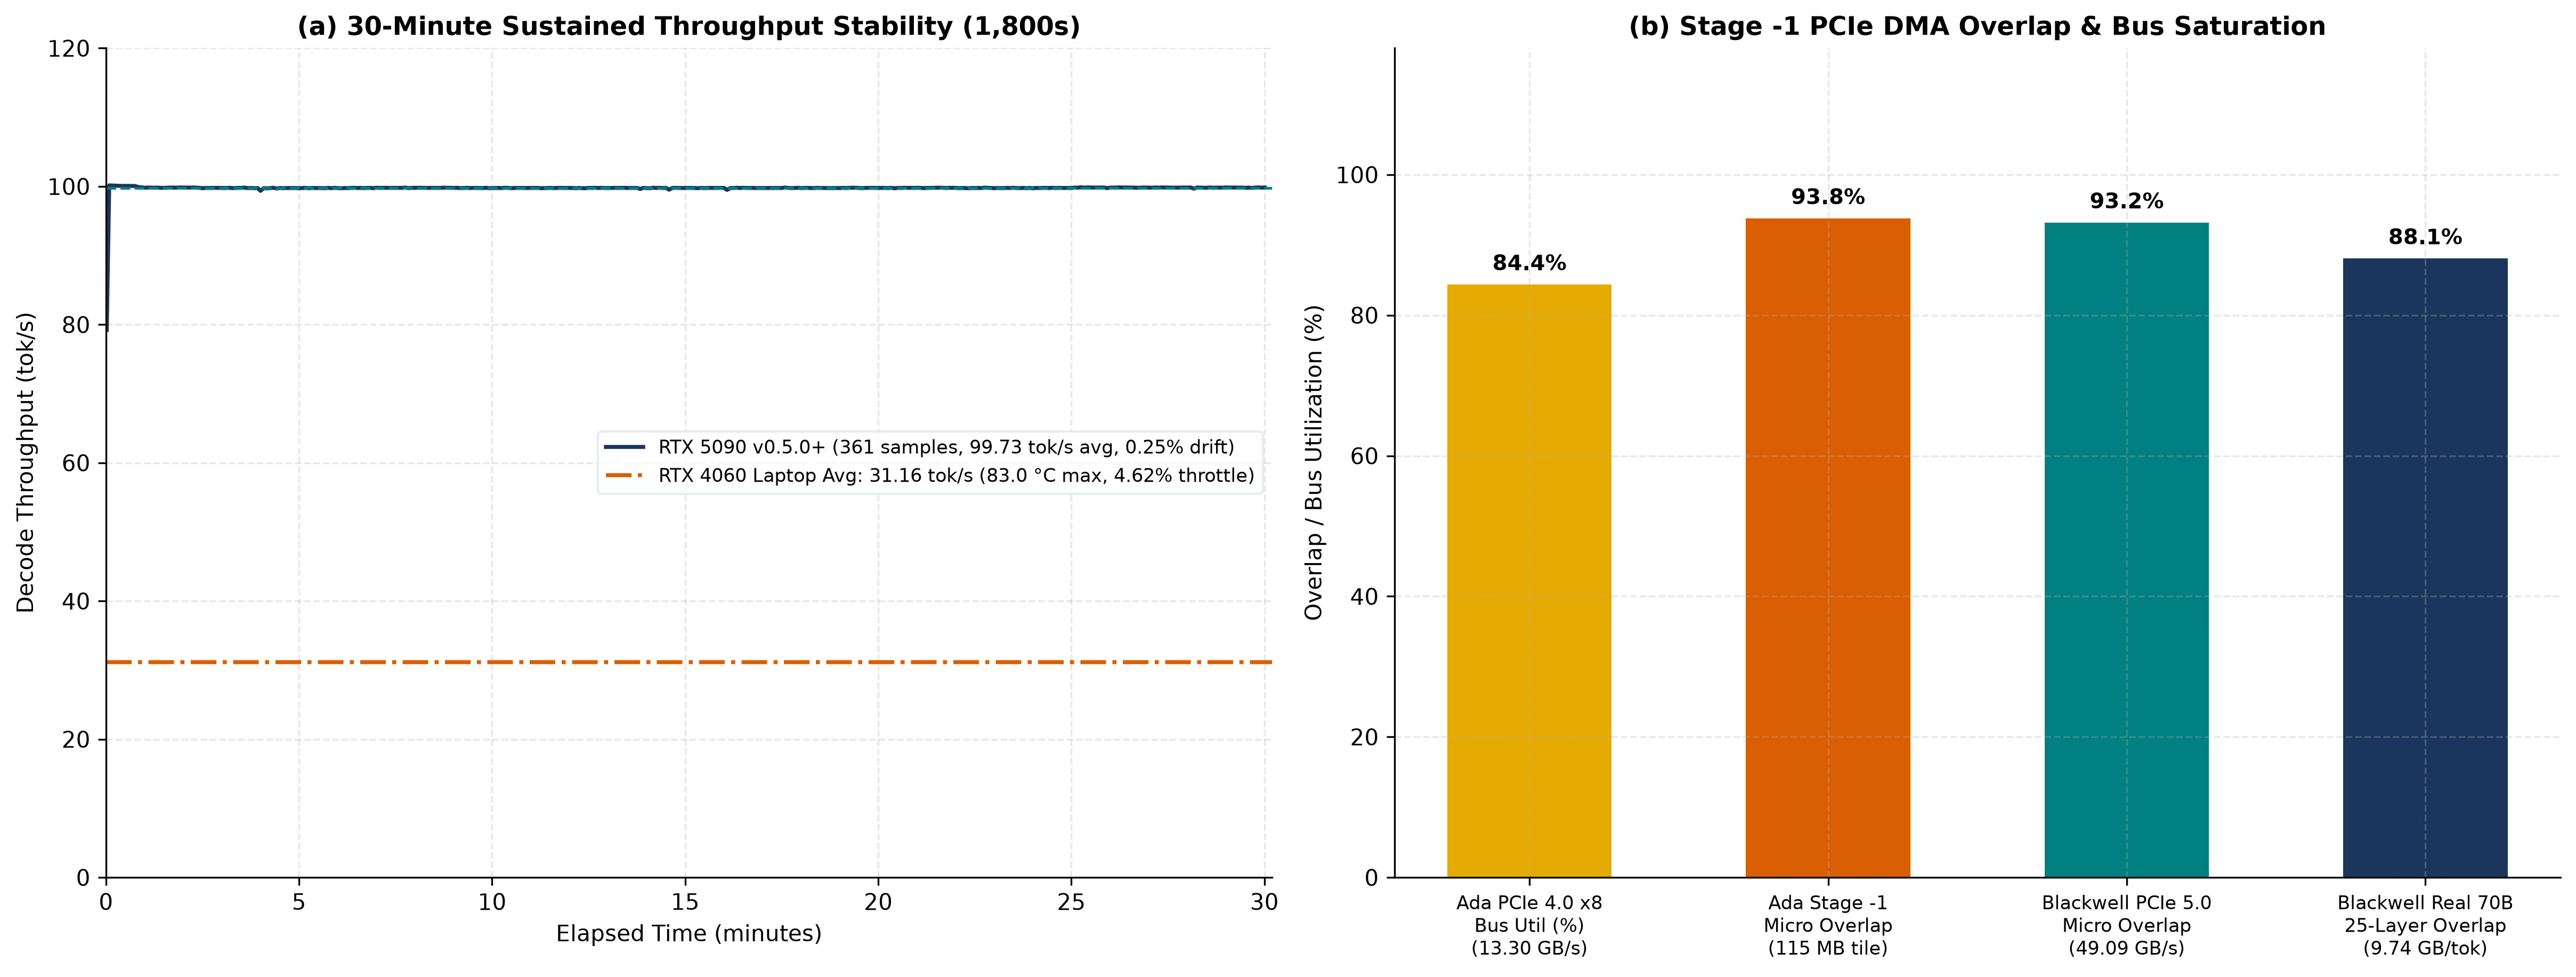 (a) 30-Minute Sustained Throughput Stability (1,800s)
120
100
80
60
40
20
0
Decode Throughput (tok/s)
RTX 5090 v0.5.0+ (361 samples, 99.73 tok/s avg, 0.25% drift)
RTX 4060 Laptop Avg: 31.16 tok/s (83.0 °C max, 4.62% throttle)
0 5 10 15 20 25 30
Elapsed Time (minutes)
(b) Stage -1 PCIe DMA Overlap & Bus Saturation
100
80
60
40
20
0
Overlap / Bus Utilization (%)
84.4%
93.8%
93.2%
88.1%
Ada PCIe 4.0 x8
Bus Util (%)
(13.30 GB/s)
Ada Stage -1
Micro Overlap
(115 MB tile)
Blackwell PCIe 5.0
Micro Overlap
(49.09 GB/s)
Blackwell Real 70B
25-Layer Overlap
(9.74 GB/tok)